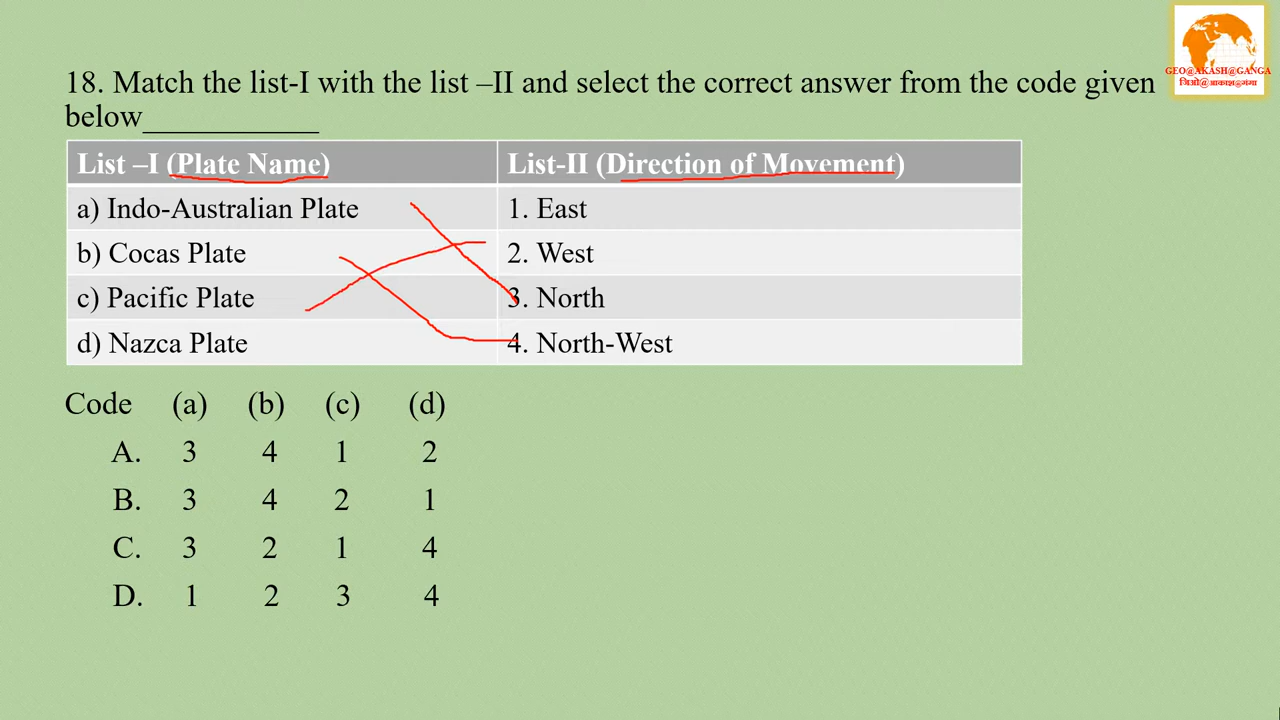 GEO@AKASH@GANGA
जिओ@आकाश@गंगा
18. Match the list-I with the list –II and select the correct answer from the code given
below___________
List –I (Plate Name) List-II (Direction of Movement)
a) Indo-Australian Plate 1. East
b) Cocas Plate 2. West
c) Pacific Plate 3. North
d) Nazca Plate 4. North-West
Code (a) (b) (c) (d)
A. 3 4 1 2
B. 3 4 2 1
C. 3 2 1 4
D. 1 2 3 4